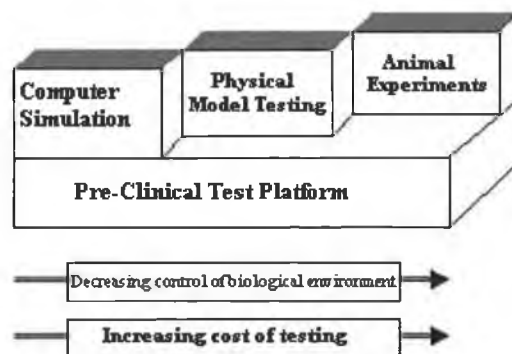 Computer
Simulation
Physical
Model Testing
Animal
Experiments
Pre-Clinical Test Platform
Decreasing control of biological environment
Increasing cost of testing